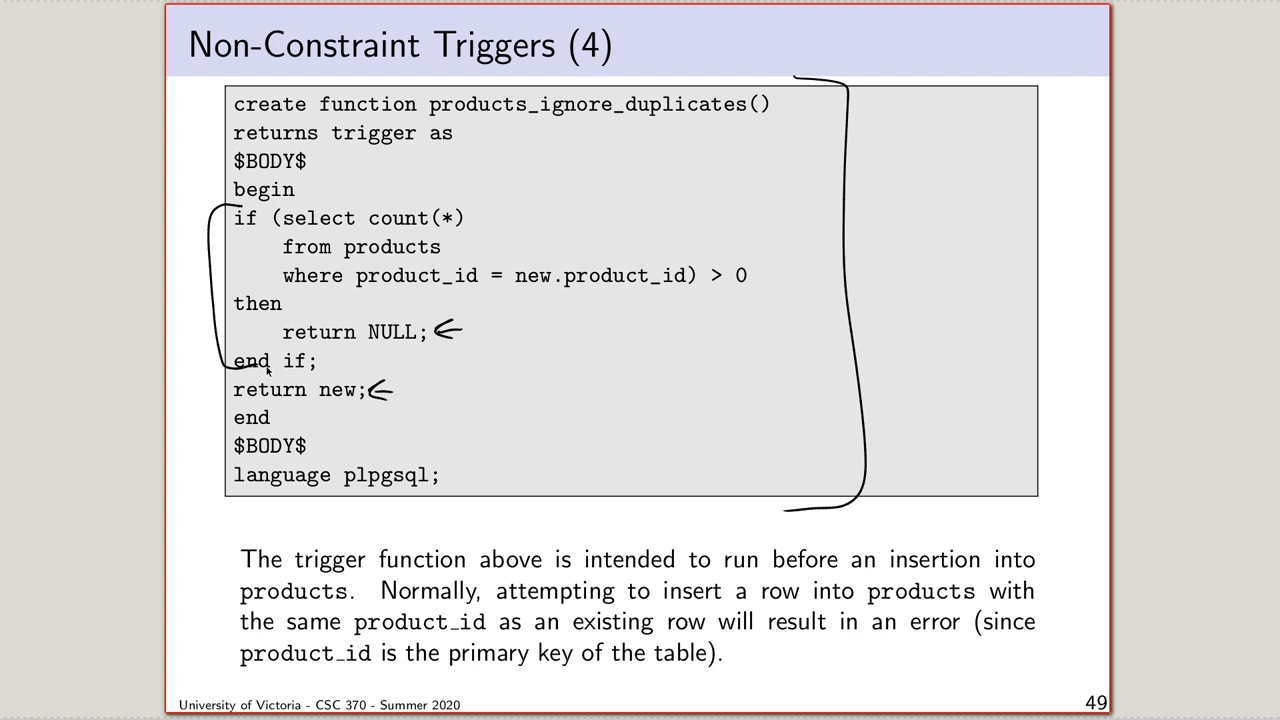 Non-Constraint Triggers (4)
create function products_ignore_duplicates()
returns trigger as
$BODY$
begin
if (select count(*)
    from products
    where product_id = new.product_id) > 0
then
    return NULL;
end if;
return new;
end
$BODY$
language plpgsql;
The trigger function above is intended to run before an insertion into
products. Normally, attempting to insert a row into products with
the same product_id as an existing row will result in an error (since
product_id is the primary key of the table).
University of Victoria - CSC 370 - Summer 2020
49